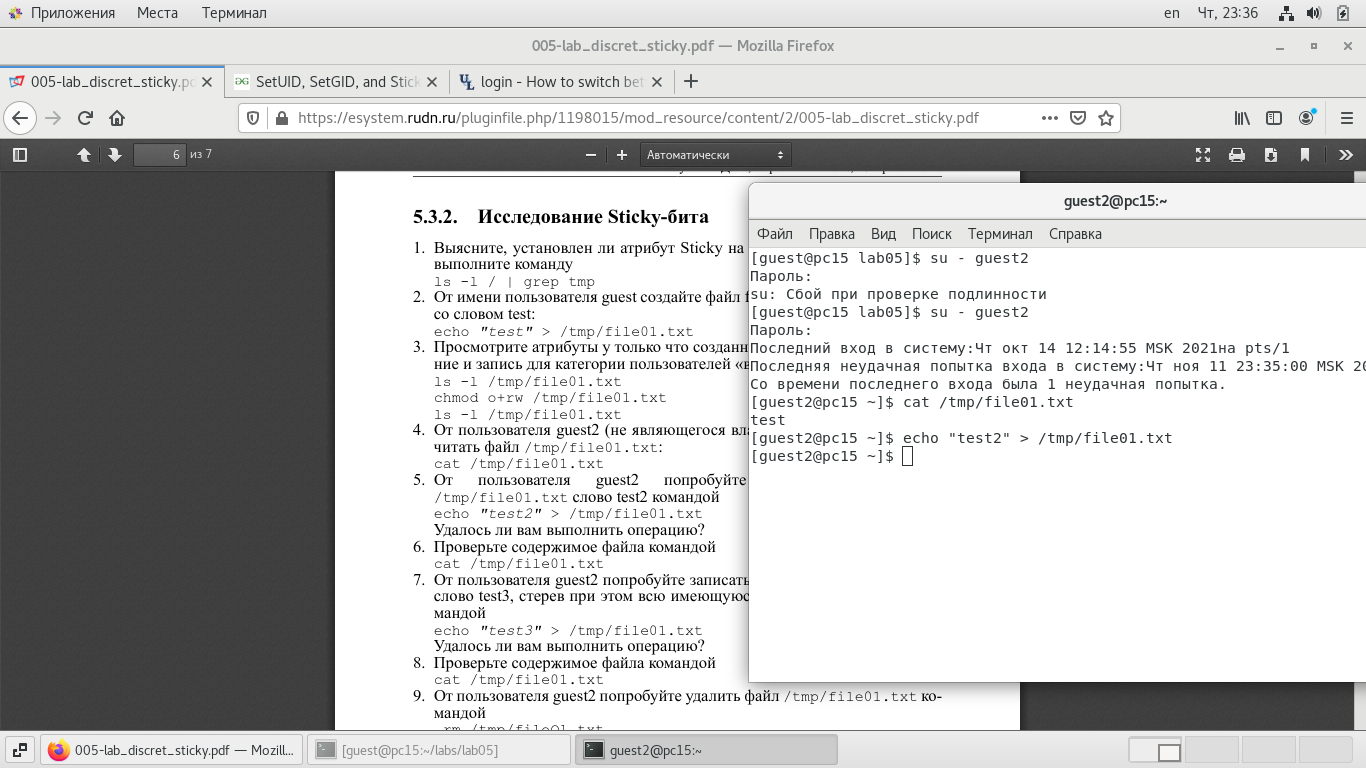 Приложения Места Терминал en Чт, 23:36
005-lab_discret_sticky.pdf — Mozilla Firefox
005-lab_discret_sticky.pd SetUID, SetGID, and Stick login - How to switch bet
https://esystem.rudn.ru/pluginfile.php/1198015/mod_resource/content/2/005-lab_discret_sticky.pdf
6 из 7 Автоматически
5.3.2. Исследование Sticky-бита
1. Выясните, установлен ли атрибут Sticky на
выполните команду
ls -l / | grep tmp
2. От имени пользователя guest создайте файл f
со словом test:
echo "test" > /tmp/file01.txt
3. Просмотрите атрибуты у только что созданн
ние и запись для категории пользователей «в
ls -l /tmp/file01.txt
chmod o+rw /tmp/file01.txt
ls -l /tmp/file01.txt
4. От пользователя guest2 (не являющегося вла
читать файл /tmp/file01.txt:
cat /tmp/file01.txt
5. От пользователя guest2 попробуйте
/tmp/file01.txt слово test2 командой
echo "test2" > /tmp/file01.txt
Удалось ли вам выполнить операцию?
6. Проверьте содержимое файла командой
cat /tmp/file01.txt
7. От пользователя guest2 попробуйте записать
слово test3, стерев при этом всю имеющуюс
мандой
echo "test3" > /tmp/file01.txt
Удалось ли вам выполнить операцию?
8. Проверьте содержимое файла командой
cat /tmp/file01.txt
9. От пользователя guest2 попробуйте удалить файл /tmp/file01.txt ко-
мандой
guest2@pc15:~
Файл Правка Вид Поиск Терминал Справка
[guest@pc15 lab05]$ su - guest2
Пароль:
su: Сбой при проверке подлинности
[guest@pc15 lab05]$ su - guest2
Пароль:
Последний вход в систему:Чт окт 14 12:14:55 MSK 2021на pts/1
Последняя неудачная попытка входа в систему:Чт ноя 11 23:35:00 MSK 20
Со времени последнего входа была 1 неудачная попытка.
[guest2@pc15 ~]$ cat /tmp/file01.txt
test
[guest2@pc15 ~]$ echo "test2" > /tmp/file01.txt
[guest2@pc15 ~]$
005-lab_discret_sticky.pdf — Mozill... [guest@pc15:~/labs/lab05] guest2@pc15:~